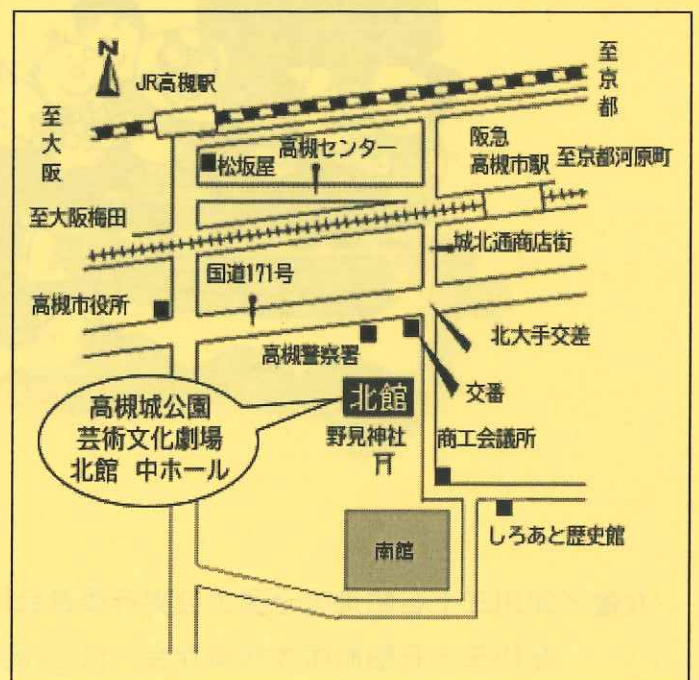 N
JR高槻駅
至京都
至大阪
松坂屋
高槻センター
阪急
高槻市駅
至京都河原町
至大阪梅田
城北通商店街
国道171号
高槻市役所
北大手交差
高槻警察署
交番
北館
高槻城公園
芸術文化劇場
北館 中ホール
野見神社
商工会議所
しろあと歴史館
南館